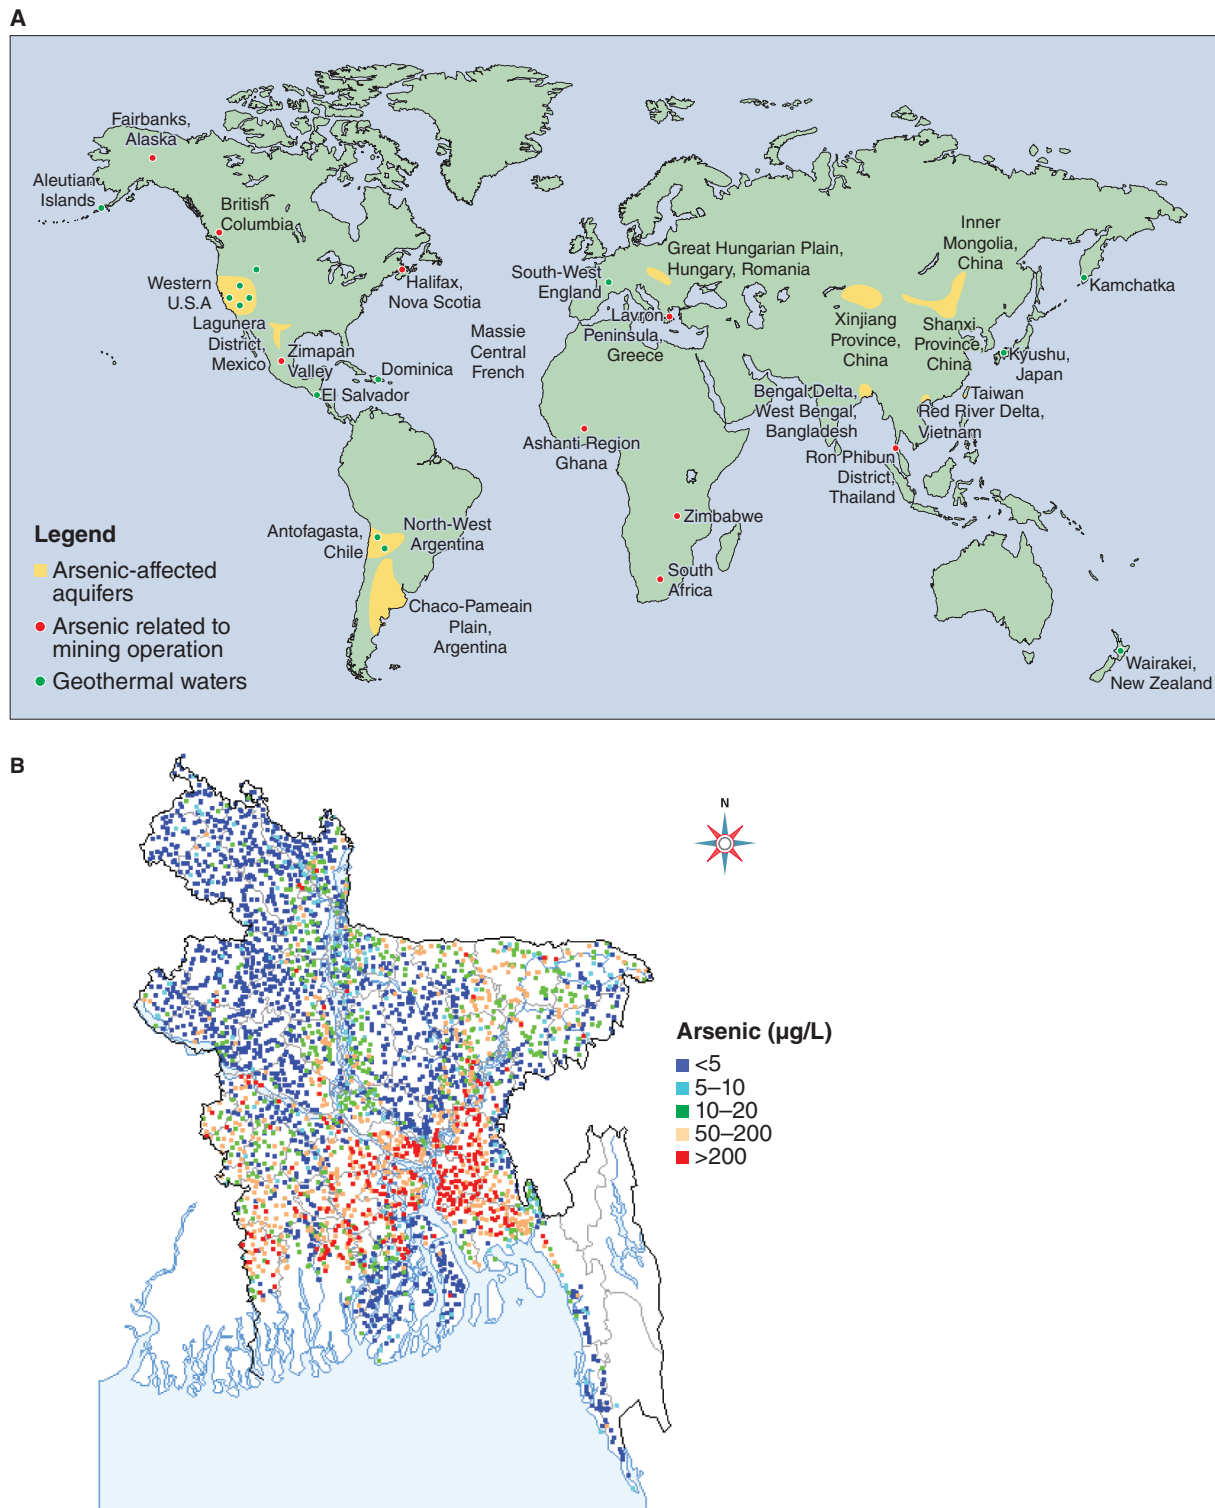 A
Fairbanks,
Alaska
Aleutian
Islands
British
Columbia
Western
U.S.A
Halifax,
Nova Scotia
Lagunera
District,
Mexico
Zimapan
Valley
Dominica
El Salvador
Massie
Central
French
South-West
England
Great Hungarian Plain,
Hungary, Romania
Lavron
Peninsula,
Greece
Inner
Mongolia,
China
Kamchatka
Xinjiang
Province,
China
Shanxi
Province,
China
Kyushu,
Japan
Bengal Delta,
West Bengal,
Bangladesh
Taiwan
Red River Delta,
Vietnam
Ron Phibun
District,
Thailand
Ashanti Region
Ghana
Zimbabwe
South
Africa
Antofagasta,
Chile
North-West
Argentina
Chaco-Pameain
Plain,
Argentina
Wairakei,
New Zealand
Legend
Arsenic-affected
aquifers
Arsenic related to
mining operation
Geothermal waters
B
N
Arsenic (µg/L)
<5
5–10
10–20
50–200
>200